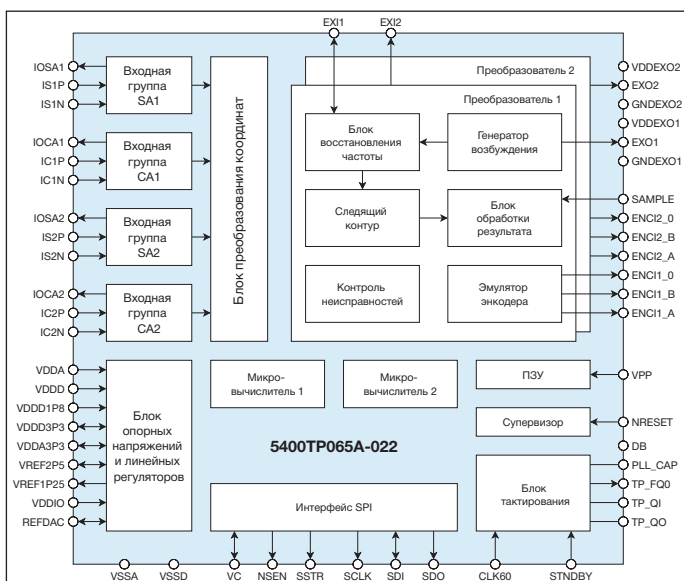 EXI1
EXI2
IOSA1
IS1P
IS1N
Входная
группа
SA1
IOCA1
IC1P
IC1N
Входная
группа
CA1
IOSA2
IS2P
IS2N
Входная
группа
SA2
IOCA2
IC2P
IC2N
Входная
группа
CA2
Блок преобразования координат
Преобразователь 2
Преобразователь 1
Блок
восстановления
частоты
Генератор
возбуждения
Следящий
контур
Блок
обработки
результата
Контроль
неисправностей
Эмулятор
энкодера
VDDEXO2
EXO2
GNDEXO2
VDDEXO1
EXO1
GNDEXO1
SAMPLE
ENCI2_0
ENCI2_B
ENCI2_A
ENCI1_0
ENCI1_B
ENCI1_A
VDDA
VDDD
VDDD1P8
VDDD3P3
VDDA3P3
VREF2P5
VREF1P25
VDDIO
REFDAC
Блок
опорных
напряжений
и линейных
регуляторов
Микро-
вычислитель 1
Микро-
вычислитель 2
ПЗУ
VPP
Супервизор
NRESET
5400TP065A-022
DB
PLL_CAP
TP_FQ0
TP_QI
TP_QO
Блок
тактирования
Интерфейс SPI
VSSA
VSSD
VC
NSEN
SSTR
SCLK
SDI
SDO
CLK60
STNDBY